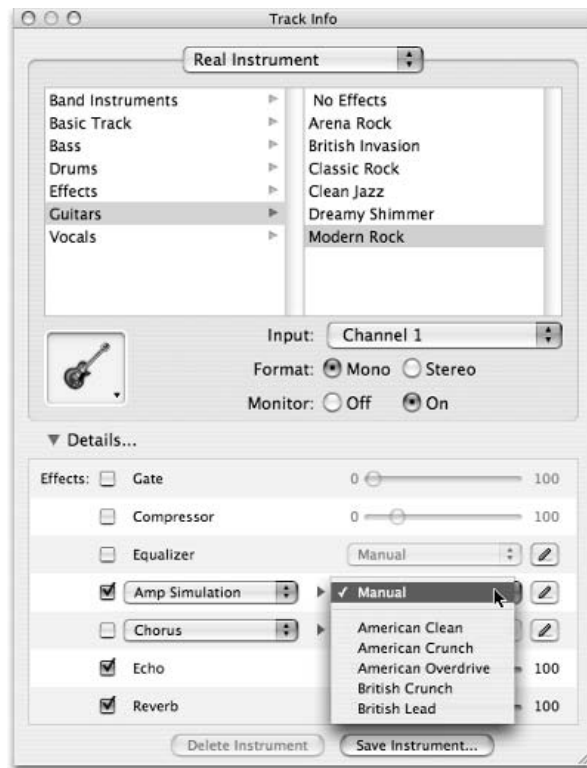 Track Info
Real Instrument
Band Instruments
Basic Track
Bass
Drums
Effects
Guitars
Vocals
No Effects
Arena Rock
British Invasion
Classic Rock
Clean Jazz
Dreamy Shimmer
Modern Rock
Input: Channel 1
Format: Mono Stereo
Monitor: Off On
Details...
Effects: Gate 0 100
Compressor 0 100
Equalizer Manual
Amp Simulation Manual
American Clean
Chorus
American Crunch
American Overdrive
Echo 100
British Crunch
British Lead
Reverb 100
Delete Instrument Save Instrument...